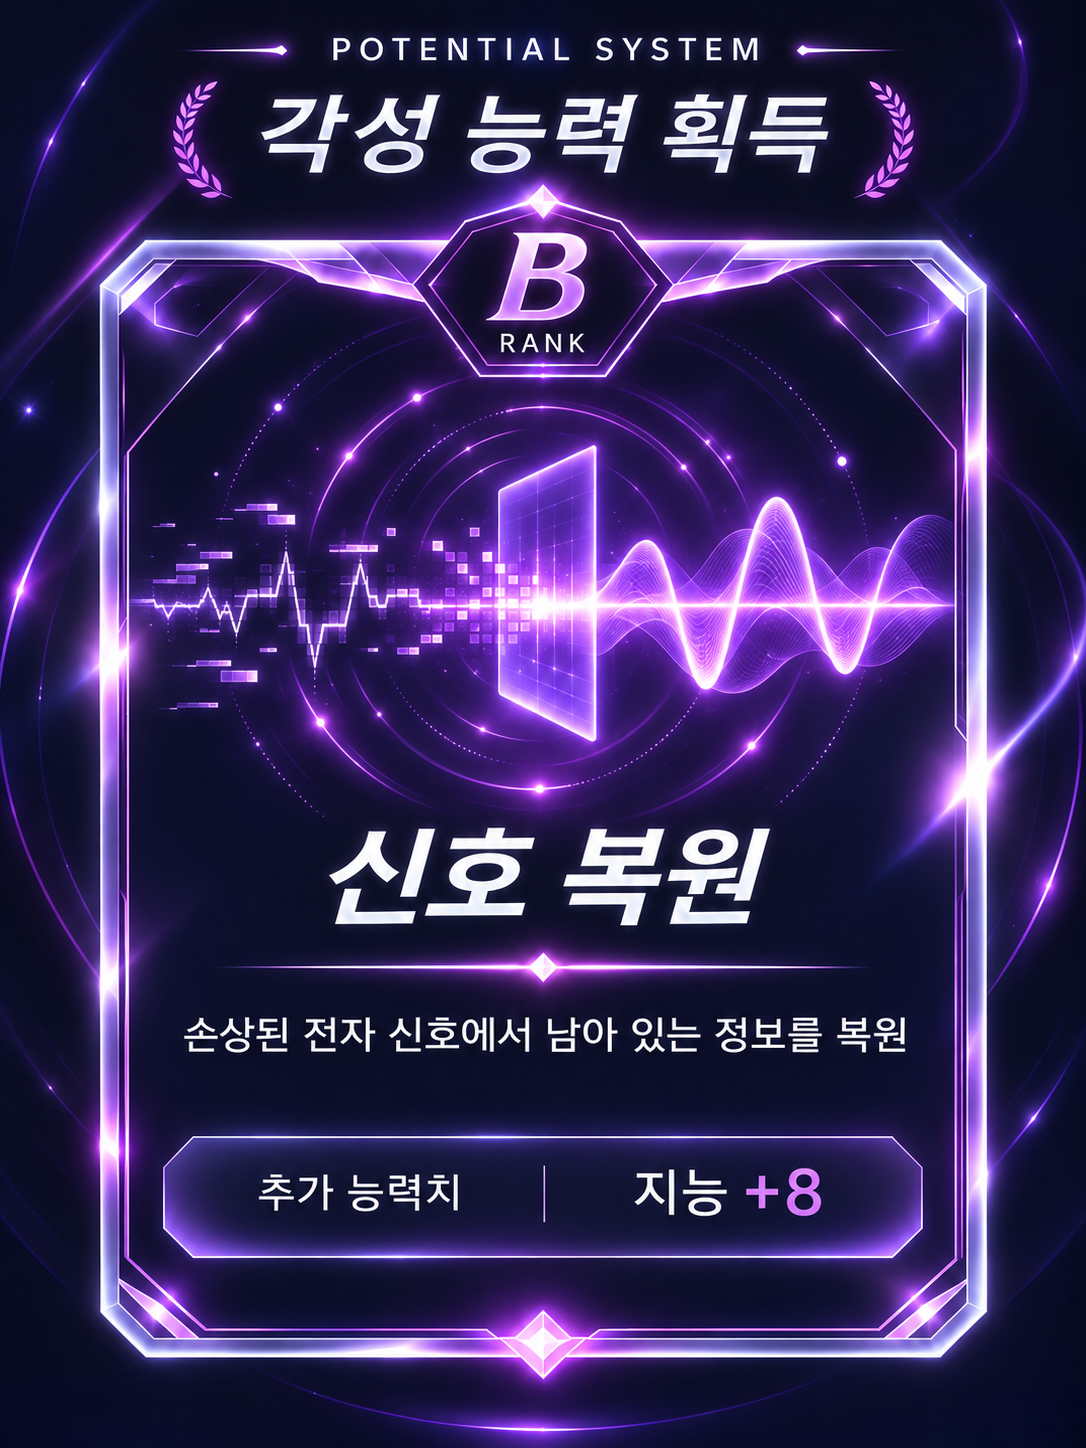 POTENTIAL SYSTEM
각성 능력 획득
B
RANK
신호 복원
손상된 전자 신호에서 남아 있는 정보를 복원
추가 능력치 지능 +8